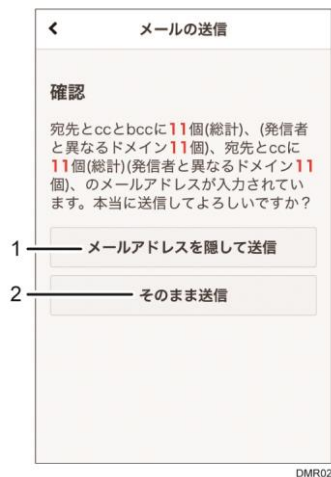 メールの送信
確認
宛先とccとbccに11個(総計)、(発信者
と異なるドメイン11個)、宛先とccに
11個(総計)(発信者と異なるドメイン11
個)、のメールアドレスが入力されてい
ます。本当に送信してよろしいですか？
1
メールアドレスを隠して送信
2
そのまま送信
DMR02